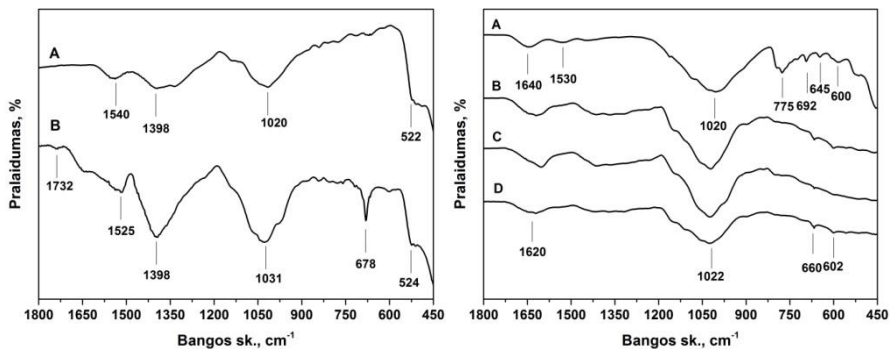 Pralaidumas, %
A
1540
1398
1020
522
B
1732
1525
1398
1031
678
524
1800 1650 1500 1350 1200 1050 900 750 600 450
Bangos sk., cm⁻¹
Pralaidumas, %
A
1640
1530
1020
775
692
645
600
B
C
D
1620
1022
660
602
1800 1650 1500 1350 1200 1050 900 750 600 450
Bangos sk., cm⁻¹